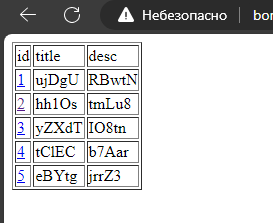 Небезопасно bor
id title desc
1 ujDgU RBwtN
2 hh1Os tmLu8
3 yZXdT IO8tn
4 tClEC b7Aar
5 eBYtg jrrZ3